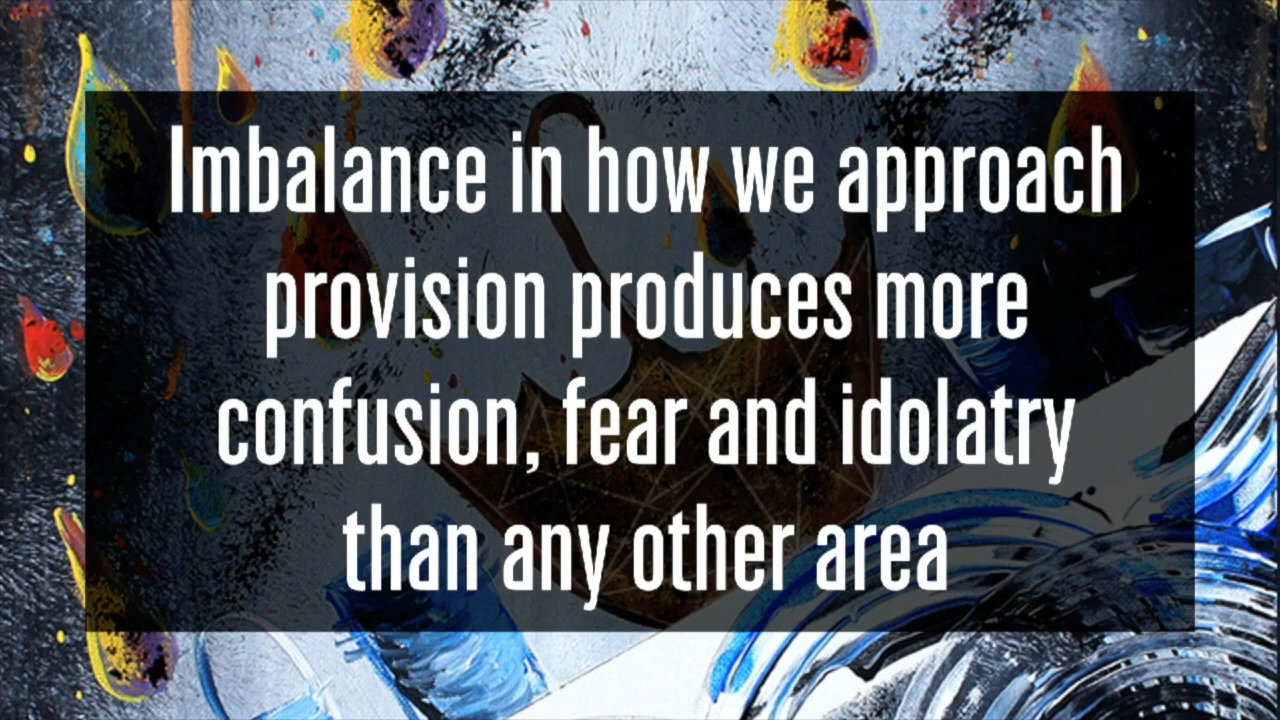 Imbalance in how we approach
provision produces more
confusion, fear and idolatry
than any other area